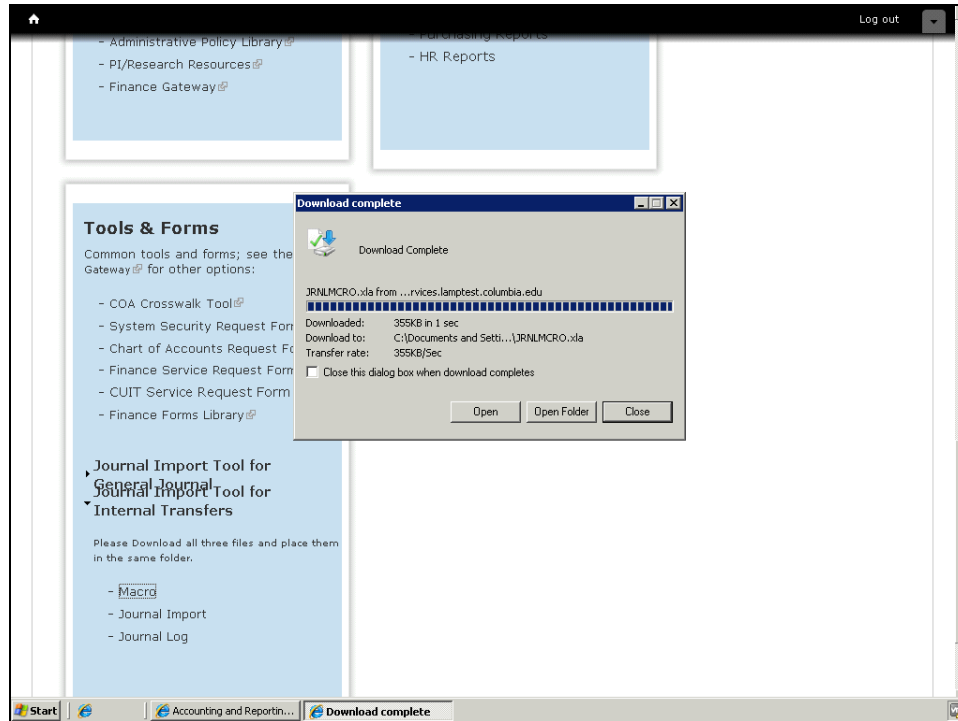 Log out
- Administrative Policy Library
- PI/Research Resources
- Finance Gateway
- Purchasing Reports
- HR Reports
Tools & Forms
Common tools and forms; see the
Gateway for other options:
- COA Crosswalk Tool
- System Security Request For
- Chart of Accounts Request Fo
- Finance Service Request Form
- CUIT Service Request Form
- Finance Forms Library
Journal Import Tool for
General Journal
Journal Import Tool for
Internal Transfers
Please Download all three files and place them
in the same folder.
- Macro
- Journal Import
- Journal Log
Download complete
Download Complete
JRNLMCRO.xla from ...rvices.lamptest.columbia.edu
Downloaded: 355KB in 1 sec
Download to: C:\Documents and Setti...\JRNLMCRO.xla
Transfer rate: 355KB/Sec
Close this dialog box when download completes
Open Open Folder Close
Start Accounting and Reportin... Download complete